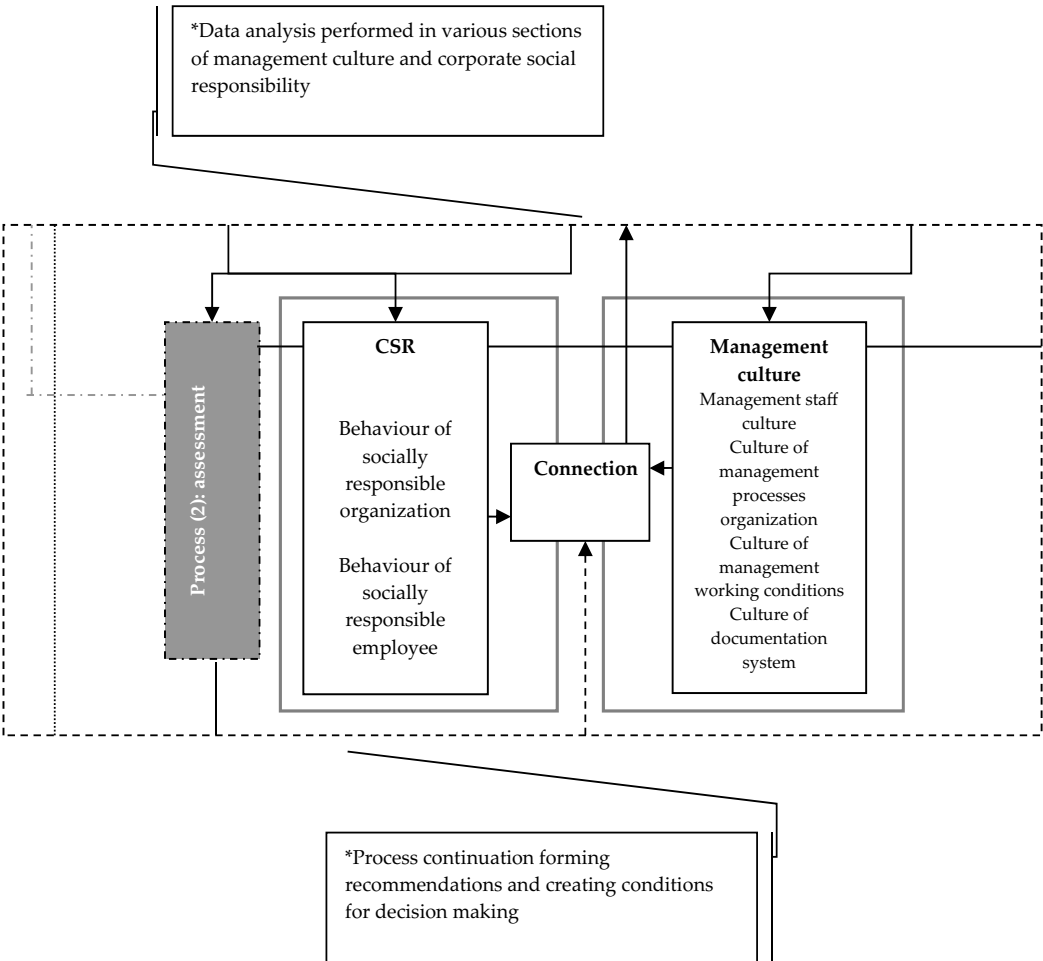 *Data analysis performed in various sections
of management culture and corporate social
responsibility
Process (2): assessment
CSR
Behaviour of
socially
responsible
organization
Behaviour of
socially
responsible
employee
Connection
Management
culture
Management staff
culture
Culture of
management
processes
organization
Culture of
management
working conditions
Culture of
documentation
system
*Process continuation forming
recommendations and creating conditions
for decision making